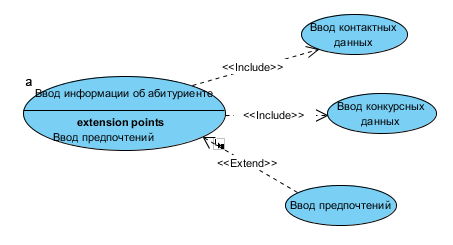 Ввод контактных
данных
<<Include>>
a
Ввод информации об абитуриенте
extension points
Ввод предпочтений
<<Include>>
Ввод конкурсных
данных
<<Extend>>
Ввод предпочтений